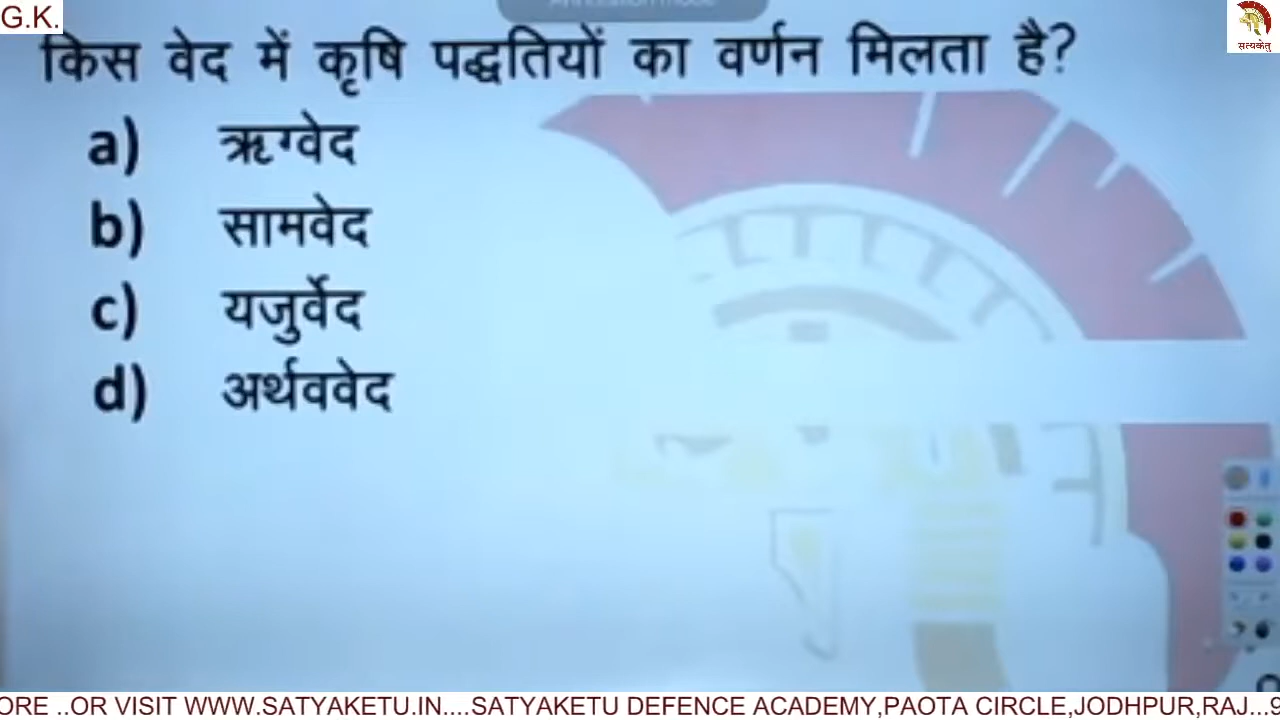 G.K.
सत्यकेतु
किस वेद में कृषि पद्धतियों का वर्णन मिलता है?
a) ऋग्वेद
b) सामवेद
c) यजुर्वेद
d) अर्थववेद
ORE ..OR VISIT WWW.SATYAKETU.IN....SATYAKETU DEFENCE ACADEMY,PAOTA CIRCLE,JODHPUR,RAJ...9